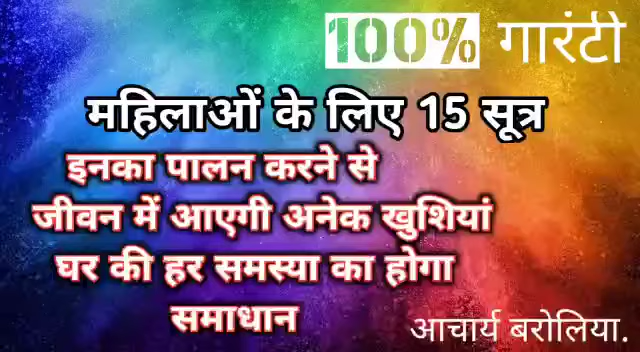 100% गारंटी
महिलाओं के लिए 15 सूत्र
इनका पालन करने से
जीवन में आएगी अनेक खुशियां
घर की हर समस्या का होगा
समाधान
आचार्य बरोलिया.